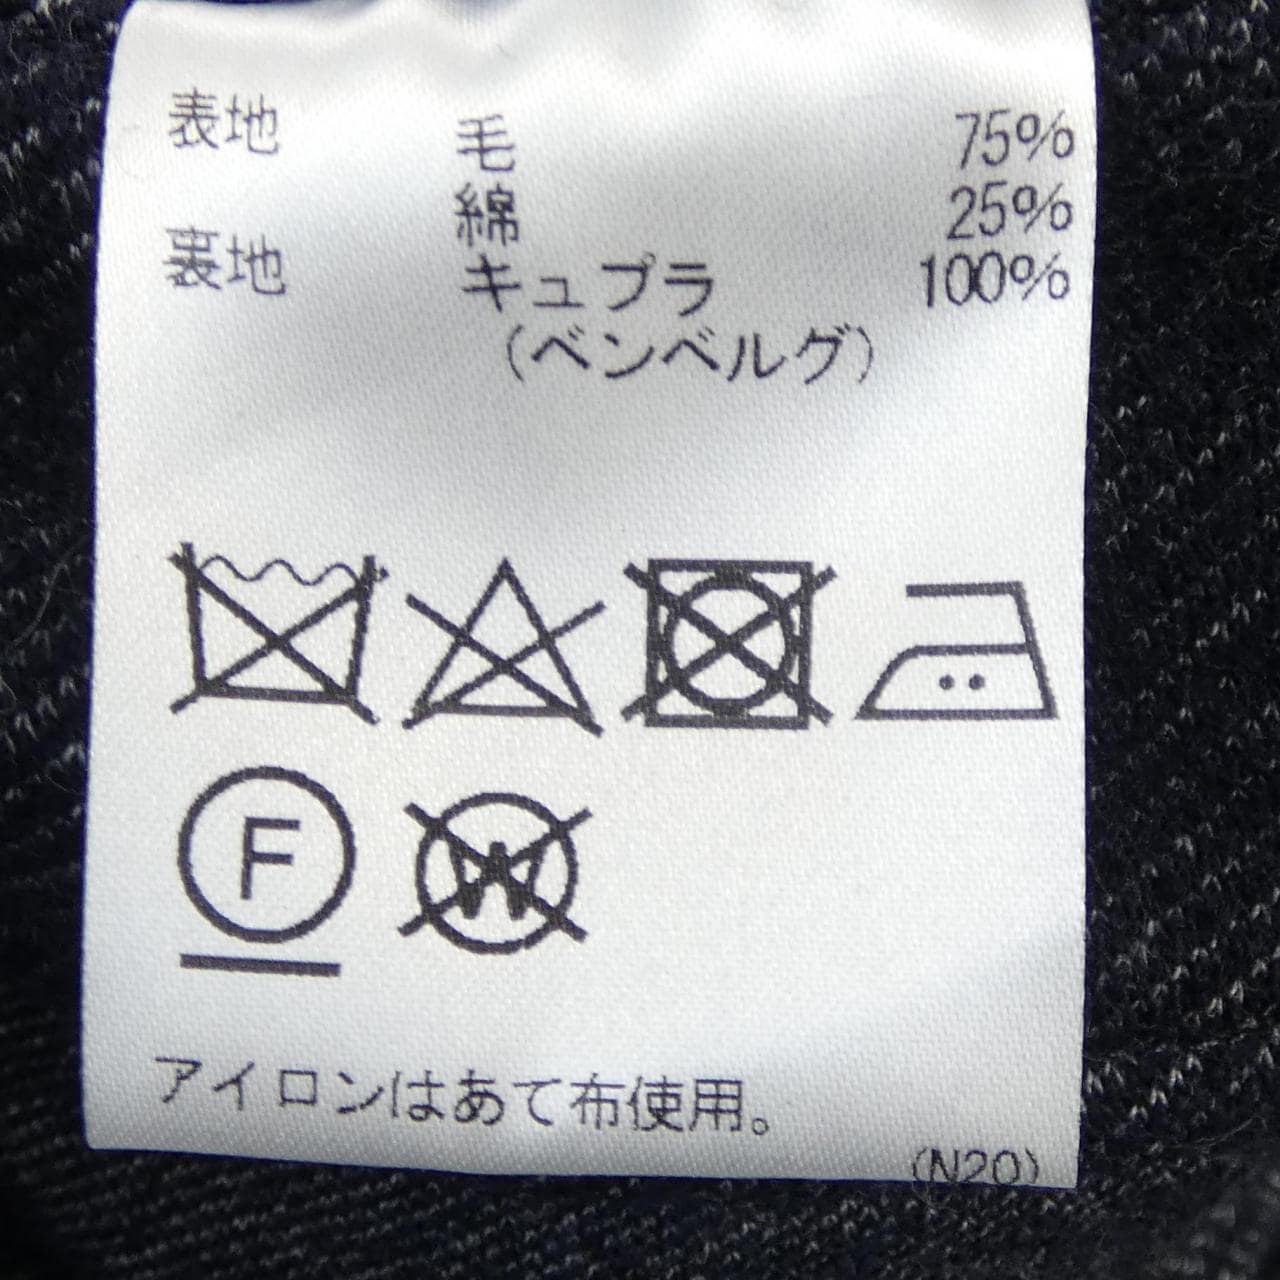 表地 毛 75%
綿 25%
裏地 キュプラ 100%
(ベンベルグ)
F W
アイロンはあて布使用。
(N20)